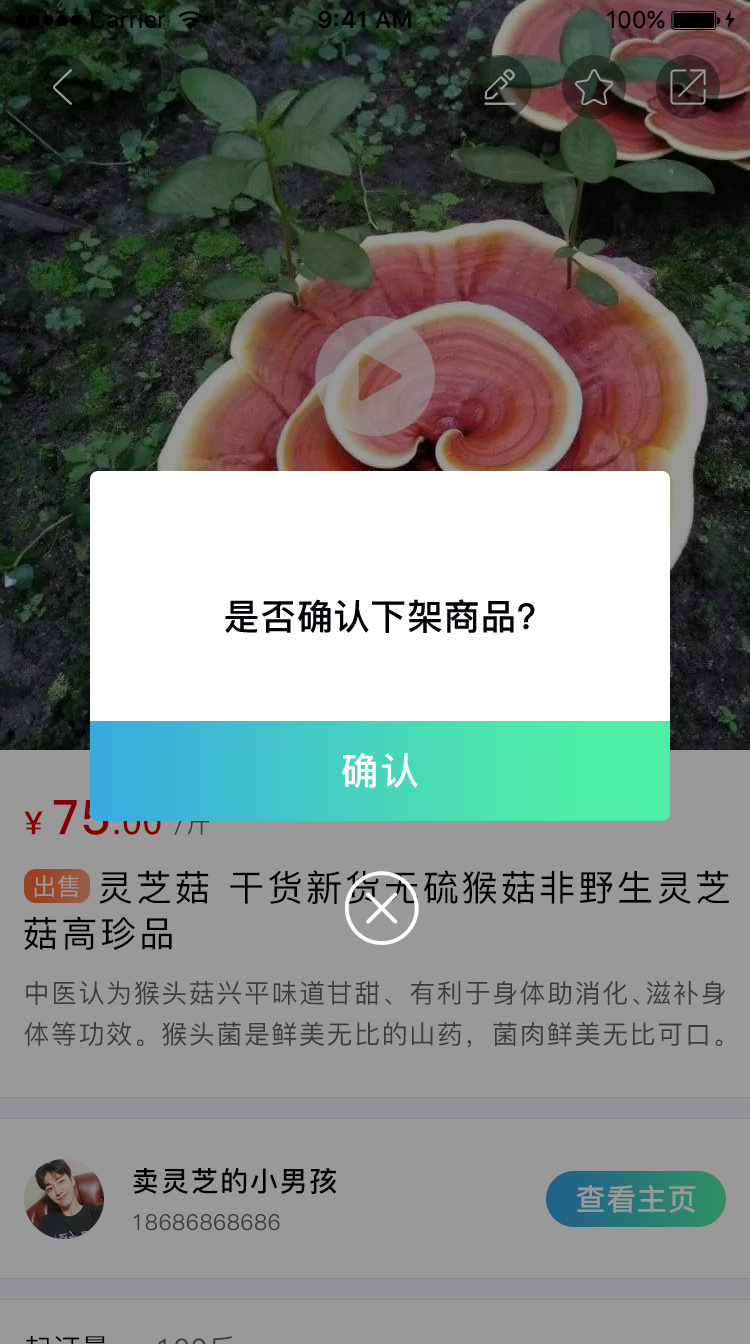 Carrier 9:41 AM 100%
是否确认下架商品?
确认
¥ 75.00 /斤
出售 灵芝菇 干货新货无硫猴菇非野生灵芝
菇高珍品
中医认为猴头菇兴平味道甘甜、有利于身体助消化、滋补身
体等功效。猴头菌是鲜美无比的山药，菌肉鲜美无比可口。
卖灵芝的小男孩
18686868686
查看主页
起订量 100斤